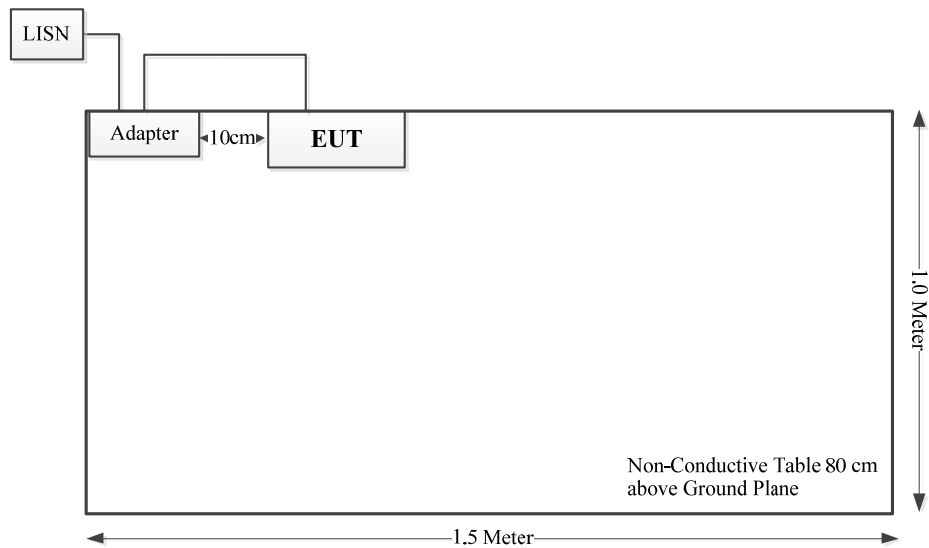 LISN
Adapter
10cm
EUT
1.0 Meter
Non-Conductive Table 80 cm
above Ground Plane
1.5 Meter